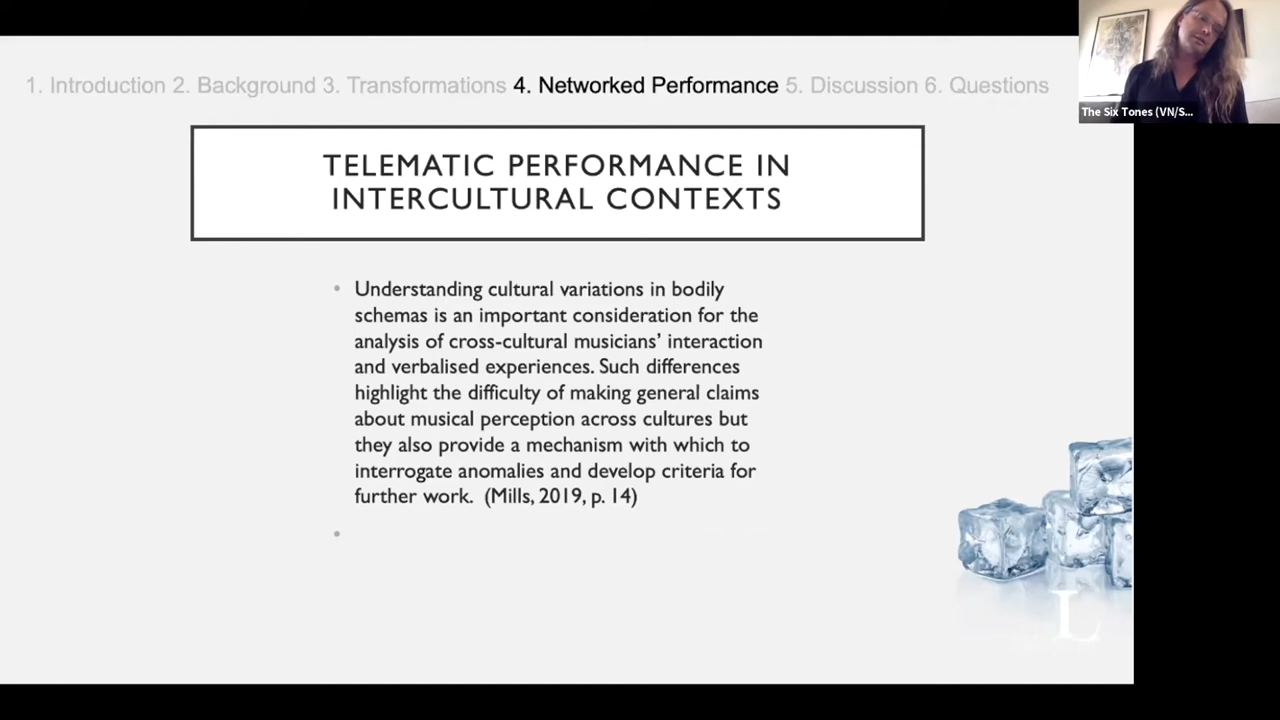 1. Introduction 2. Background 3. Transformations 4. Networked Performance 5. Discussion 6. Questions
The Six Tones (VN/S...
TELEMATIC PERFORMANCE IN
INTERCULTURAL CONTEXTS
• Understanding cultural variations in bodily
schemas is an important consideration for the
analysis of cross-cultural musicians’ interaction
and verbalised experiences. Such differences
highlight the difficulty of making general claims
about musical perception across cultures but
they also provide a mechanism with which to
interrogate anomalies and develop criteria for
further work. (Mills, 2019, p. 14)
•
L